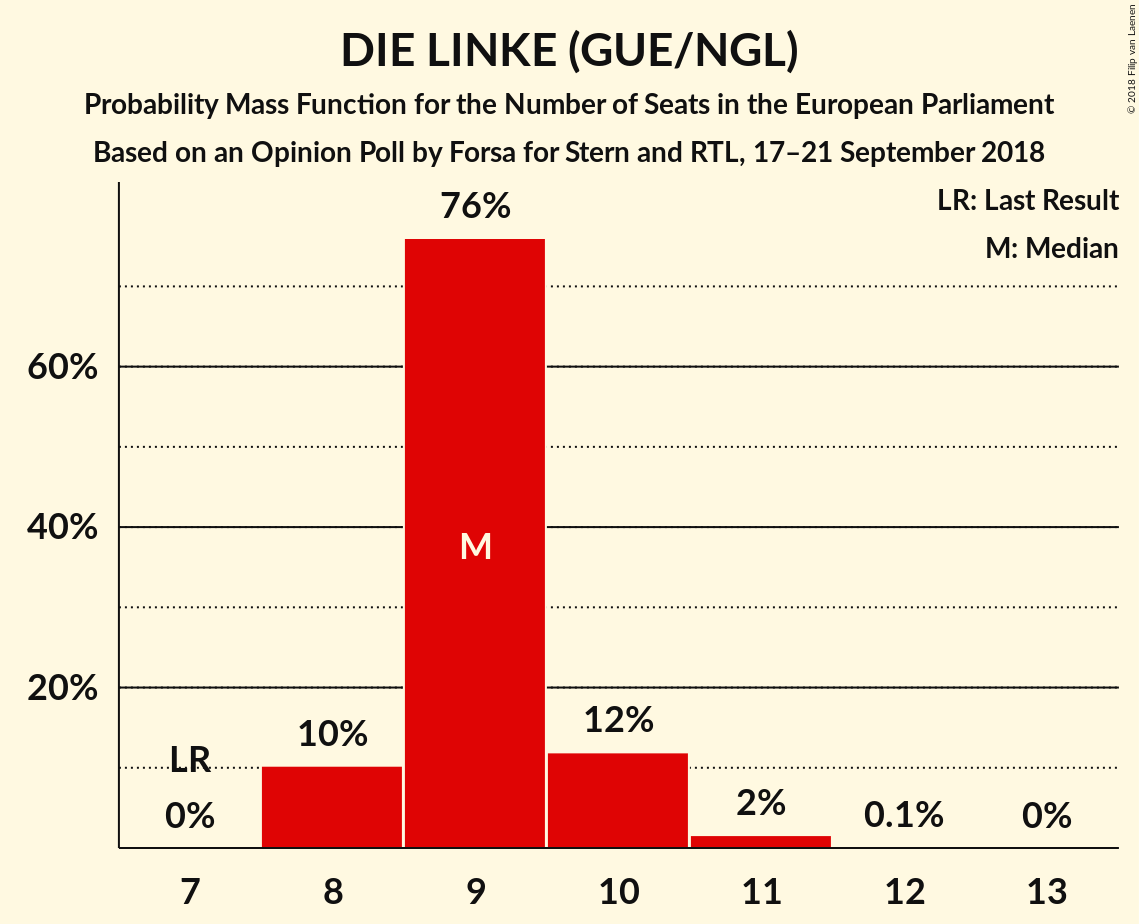 DIE LINKE (GUE/NGL)
Probability Mass Function for the Number of Seats in the European Parliament
Based on an Opinion Poll by Forsa for Stern and RTL, 17–21 September 2018
© 2018 Filip van Laenen
LR: Last Result
M: Median
60%
40%
20%
LR
0%
10%
76%
M
12%
2%
0.1%
0%
7 8 9 10 11 12 13